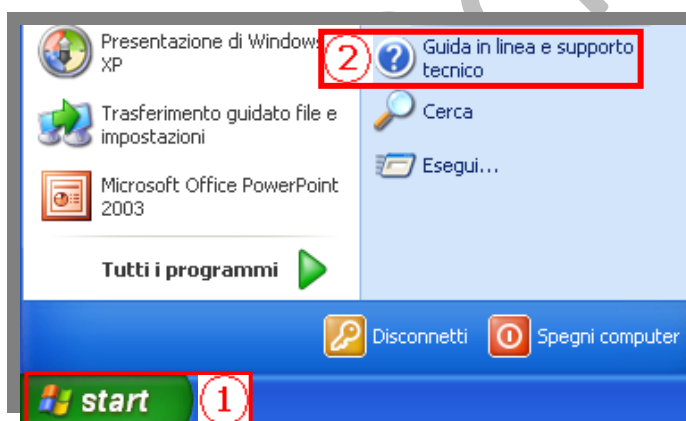 Presentazione di Windows
XP
Trasferimento guidato file e
impostazioni
Microsoft Office PowerPoint
2003
Tutti i programmi
2
Guida in linea e supporto
tecnico
Cerca
Esegui...
Disconnetti
Spegni computer
start
1